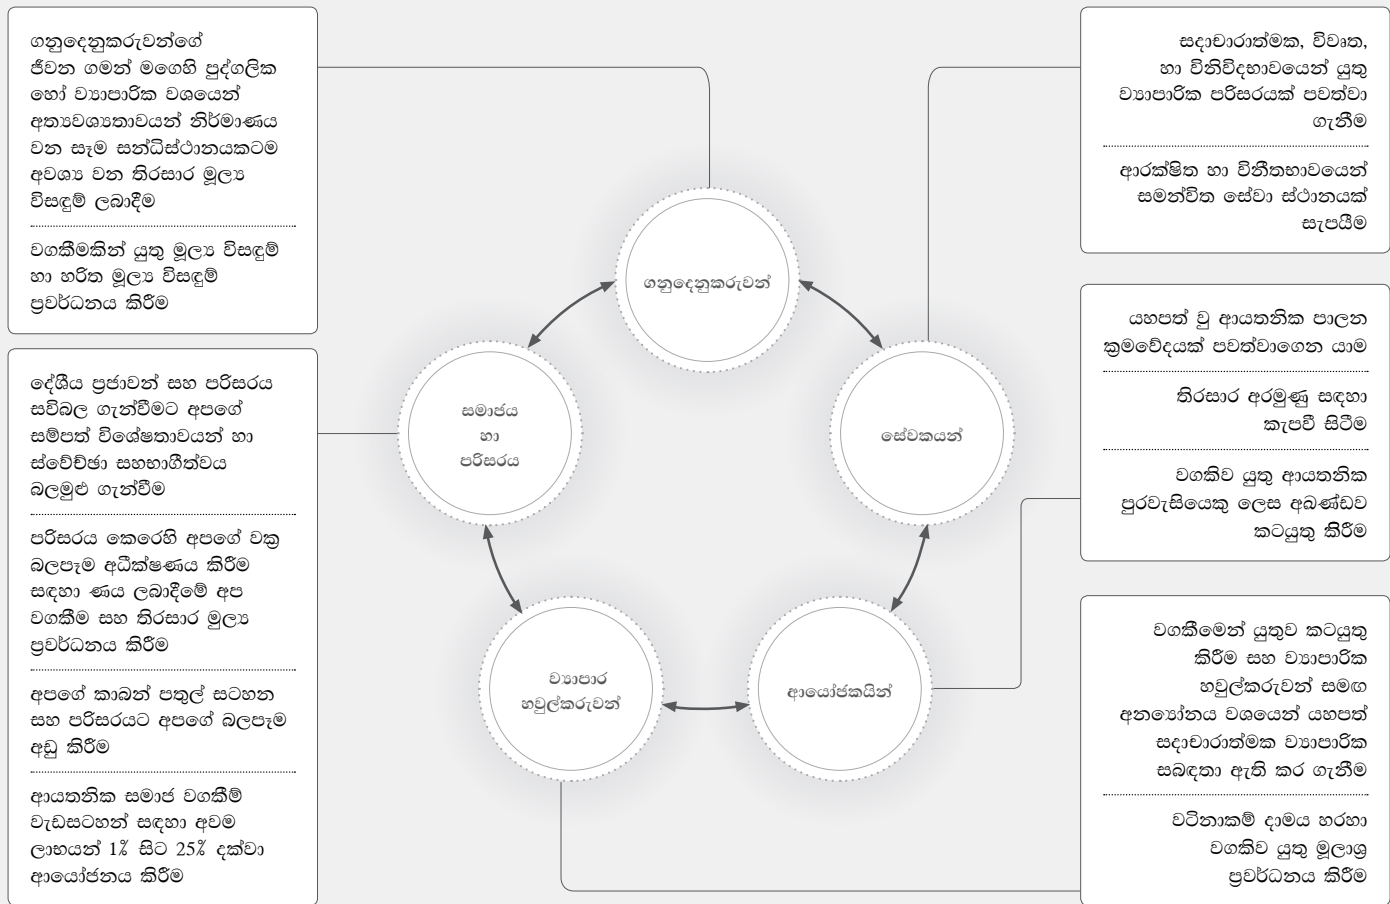 ගනුදෙනුකරුවන්ගේ
ජීවන ගමන් මගෙහි පුද්ගලික
හෝ ව්‍යාපාරික වශයෙන්
අත්‍යවශ්‍යතාවයන් නිර්මාණය
වන සෑම සන්ධිස්ථානයකටම
අවශ්‍ය වන තිරසාර මූල්‍ය
විසඳුම් ලබාදීම
වගකීමකින් යුතු මූල්‍ය විසඳුම්
හා හරිත මූල්‍ය විසඳුම්
ප්‍රවර්ධනය කිරීම
දේශීය ප්‍රජාවන් සහ පරිසරය
සවිබල ගැන්වීමට අපගේ
සම්පත් විශේෂතාවයන් හා
ස්වේච්ඡා සහභාගීත්වය
බලමුළු ගැන්වීම
පරිසරය කෙරෙහි අපගේ වක්‍ර
බලපෑම අධීක්ෂණය කිරීම
සඳහා ණය ලබාදීමේ අප
වගකීම සහ තිරසාර මුල්‍ය
ප්‍රවර්ධනය කිරීම
අපගේ කාබන් පතුල් සටහන
සහ පරිසරයට අපගේ බලපෑම
අඩු කිරීම
ආයතනික සමාජ වගකීම්
වැඩසටහන් සඳහා අවම
ලාභයන් 1% සිට 25% දක්වා
ආයෝජනය කිරීම
ගනුදෙනුකරුවන්
සමාජය
හා
පරිසරය
සේවකයන්
ව්‍යාපාර
හවුල්කරුවන්
ආයෝජකයින්
සදාචාරාත්මක, විවෘත,
හා විනිවිදභාවයෙන් යුතු
ව්‍යාපාරික පරිසරයක් පවත්වා
ගැනීම
ආරක්ෂිත හා විනීතභාවයෙන්
සමන්විත සේවා ස්ථානයක්
සැපයීම
යහපත් වු ආයතනික පාලන
ක්‍රමවේදයක් පවත්වාගෙන යාම
තිරසාර අරමුණු සඳහා
කැපවී සිටීම
වගකිව යුතු ආයතනික
පුරවැසියෙකු ලෙස අඛණ්ඩව
කටයුතු කිරීම
වගකීමෙන් යුතුව කටයුතු
කිරීම සහ ව්‍යාපාරික
හවුල්කරුවන් සමඟ
අන්‍යෝනය වශයෙන් යහපත්
සදාචාරාත්මක ව්‍යාපාරික
සබඳතා ඇති කර ගැනීම
වටිනාකම් දාමය හරහා
වගකිව යුතු මූලාශ්‍ර
ප්‍රවර්ධනය කිරීම